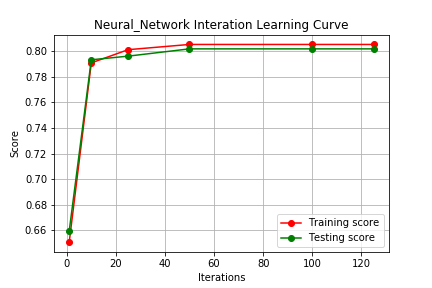 Neural_Network Interation Learning Curve
Score
0.80
0.78
0.76
0.74
0.72
0.70
0.68
0.66
Training score
Testing score
0 20 40 60 80 100 120
Iterations